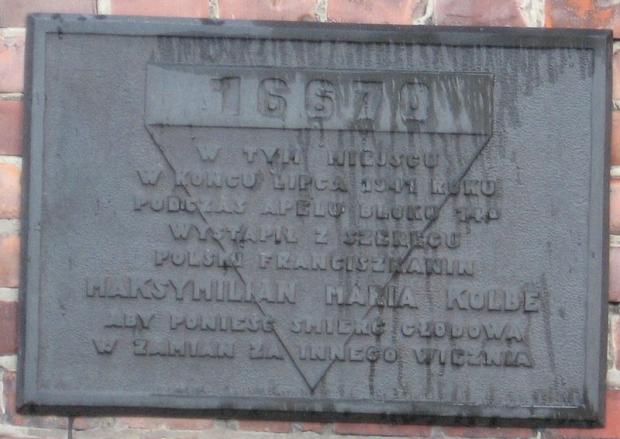 16670
W TYM MIEJSCU
W KOŃCU LIPCA 1941 ROKU
PODCZAS APELU BLOKU 14a
WYSTĄPIŁ Z SZEREGU
POLSKI FRANCISZKANIN
MAKSYMILIAN MARIA KOLBE
ABY PONIEŚĆ ŚMIERĆ GŁODOWĄ
W ZAMIAN ZA INNEGO WIĘŹNIA